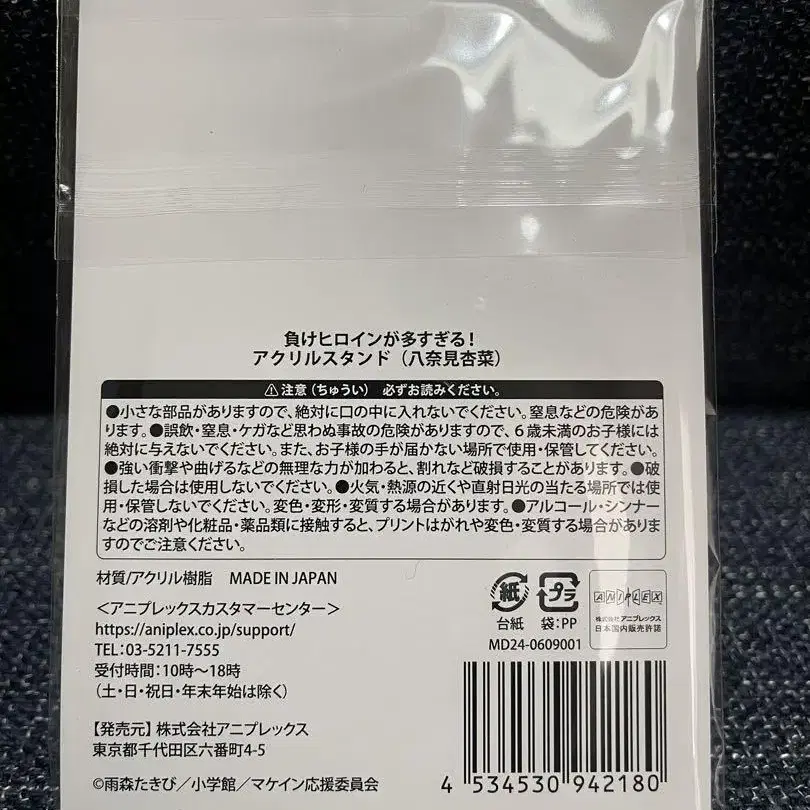 負けヒロインが多すぎる!
アクリルスタンド(八奈見杏菜)
⚠注意(ちゅうい) 必ずお読みください。
●小さな部品がありますので、絶対に口の中に入れないでください。窒息などの危険があ
ります。●誤飲・窒息・ケガなど思わぬ事故の危険がありますので、6歳未満のお子様には
絶対に与えないでください。また、お子様の手が届かない場所で使用・保管してください。
●強い衝撃や曲げるなどの無理な力が加わると、割れなど破損することがあります。●破
損した場合は使用しないでください。●火気・熱源の近くや直射日光の当たる場所では使
用・保管しないでください。変色・変形・変質する場合があります。●アルコール・シンナー
などの溶剤や化粧品・薬品類に接触すると、プリントはがれや変色・変質する場合がありま
すのでご注意ください。
材質/アクリル樹脂 MADE IN JAPAN
<アニプレックスカスタマーセンター>
https://aniplex.co.jp/support/
TEL:03-5211-7555
受付時間:10時~18時
(土・日・祝日・年末年始は除く)
【発売元】株式会社アニプレックス
東京都千代田区六番町4-5
©雨森たきび/小学館/マケイン応援委員会
紙
台紙
プラ
袋:PP
ANIPLEX
株式会社アニプレックス
日本国内販売許諾
MD24-0609001
4 534530 942180